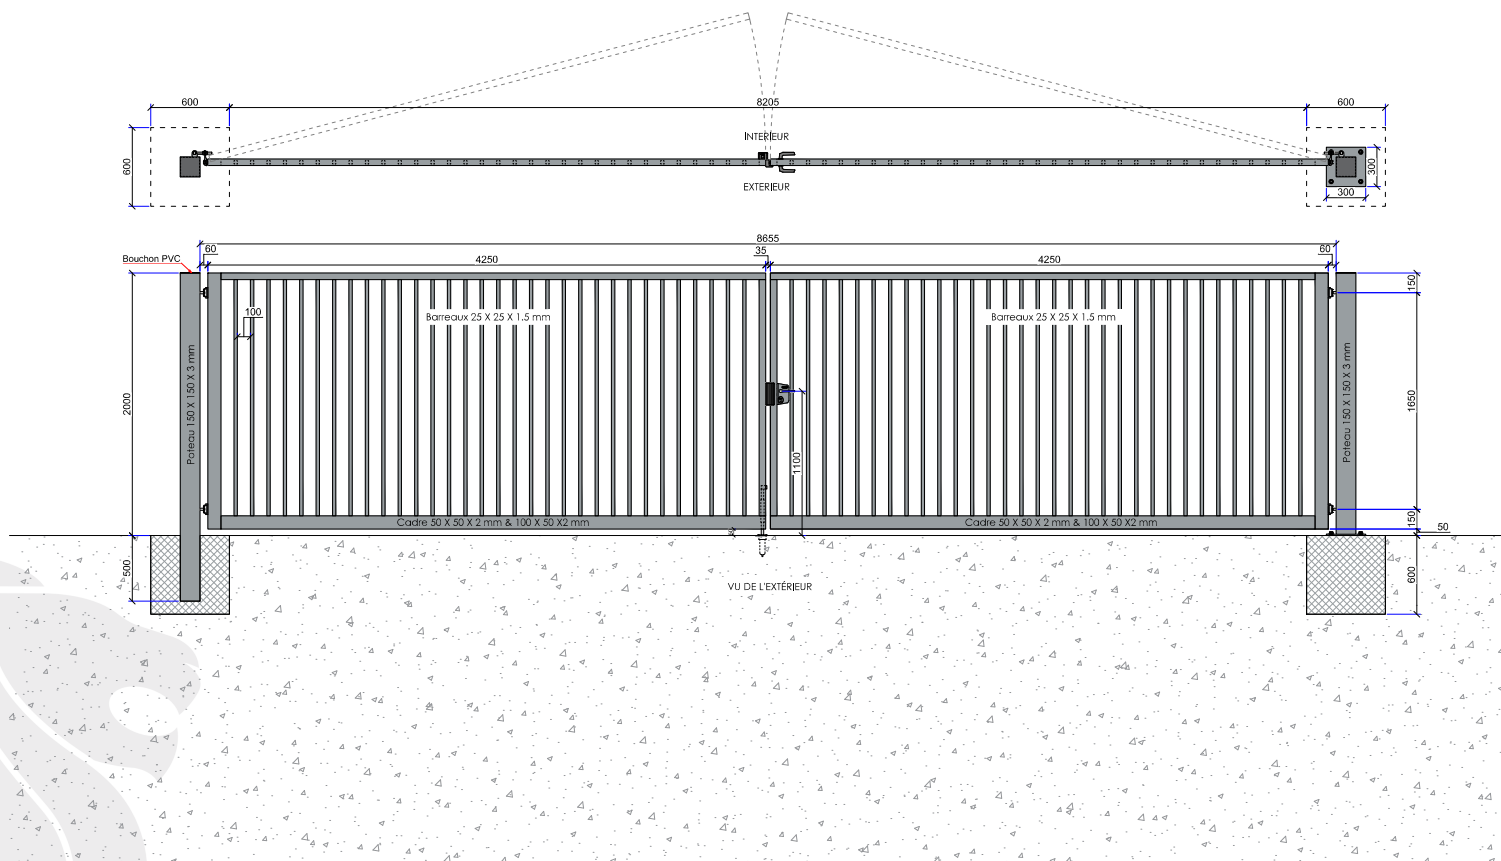 600
8205
600
INTERIEUR
600
EXTERIEUR
300
300
8655
60
35
60
Bouchon PVC
4250
4250
150
100
Barreaux 25 X 25 X 1.5 mm
Barreaux 25 X 25 X 1.5 mm
2000
Poteau 150 X 150 X 3 mm
Poteau 150 X 150 X 3 mm
1650
1100
Cadre 50 X 50 X 2 mm & 100 X 50 X2 mm
Cadre 50 X 50 X 2 mm & 100 X 50 X2 mm
150
50
500
600
VU DE L'EXTÉRIEUR